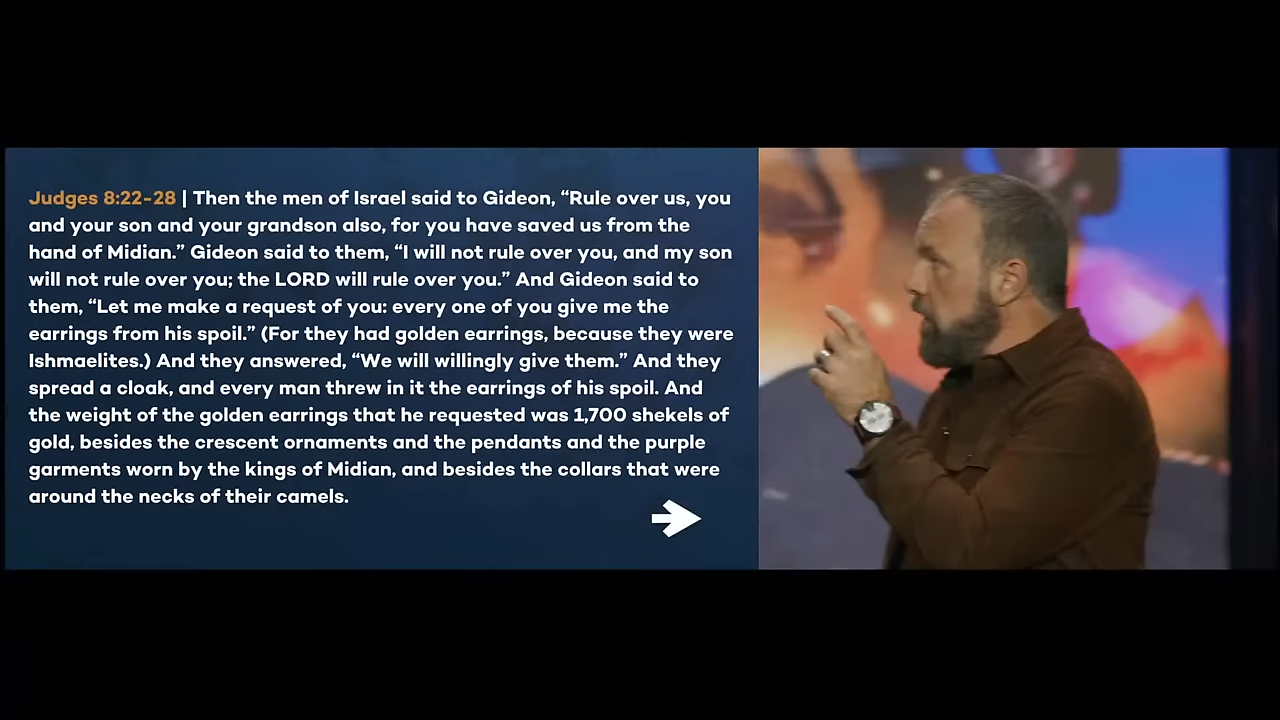 Judges 8:22-28 | Then the men of Israel said to Gideon, “Rule over us, you
and your son and your grandson also, for you have saved us from the
hand of Midian.” Gideon said to them, “I will not rule over you, and my son
will not rule over you; the LORD will rule over you.” And Gideon said to
them, “Let me make a request of you: every one of you give me the
earrings from his spoil.” (For they had golden earrings, because they were
Ishmaelites.) And they answered, “We will willingly give them.” And they
spread a cloak, and every man threw in it the earrings of his spoil. And
the weight of the golden earrings that he requested was 1,700 shekels of
gold, besides the crescent ornaments and the pendants and the purple
garments worn by the kings of Midian, and besides the collars that were
around the necks of their camels.